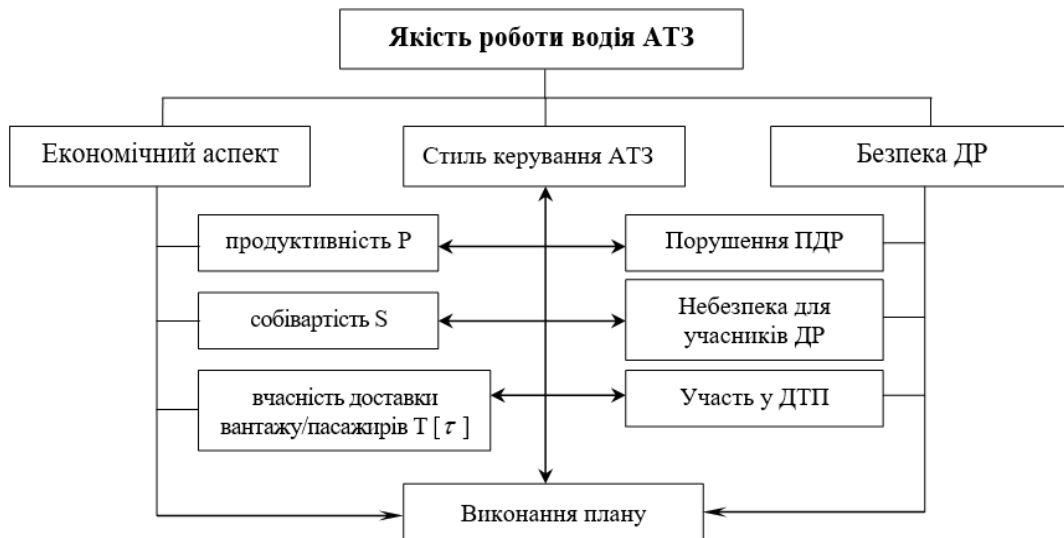 Якість роботи водія АТЗ
Економічний аспект
Стиль керування АТЗ
Безпека ДР
продуктивність P
Порушення ПДР
собівартість S
Небезпека для
учасників ДР
вчасність доставки
вантажу/пасажирів T [ τ ]
Участь у ДТП
Виконання плану